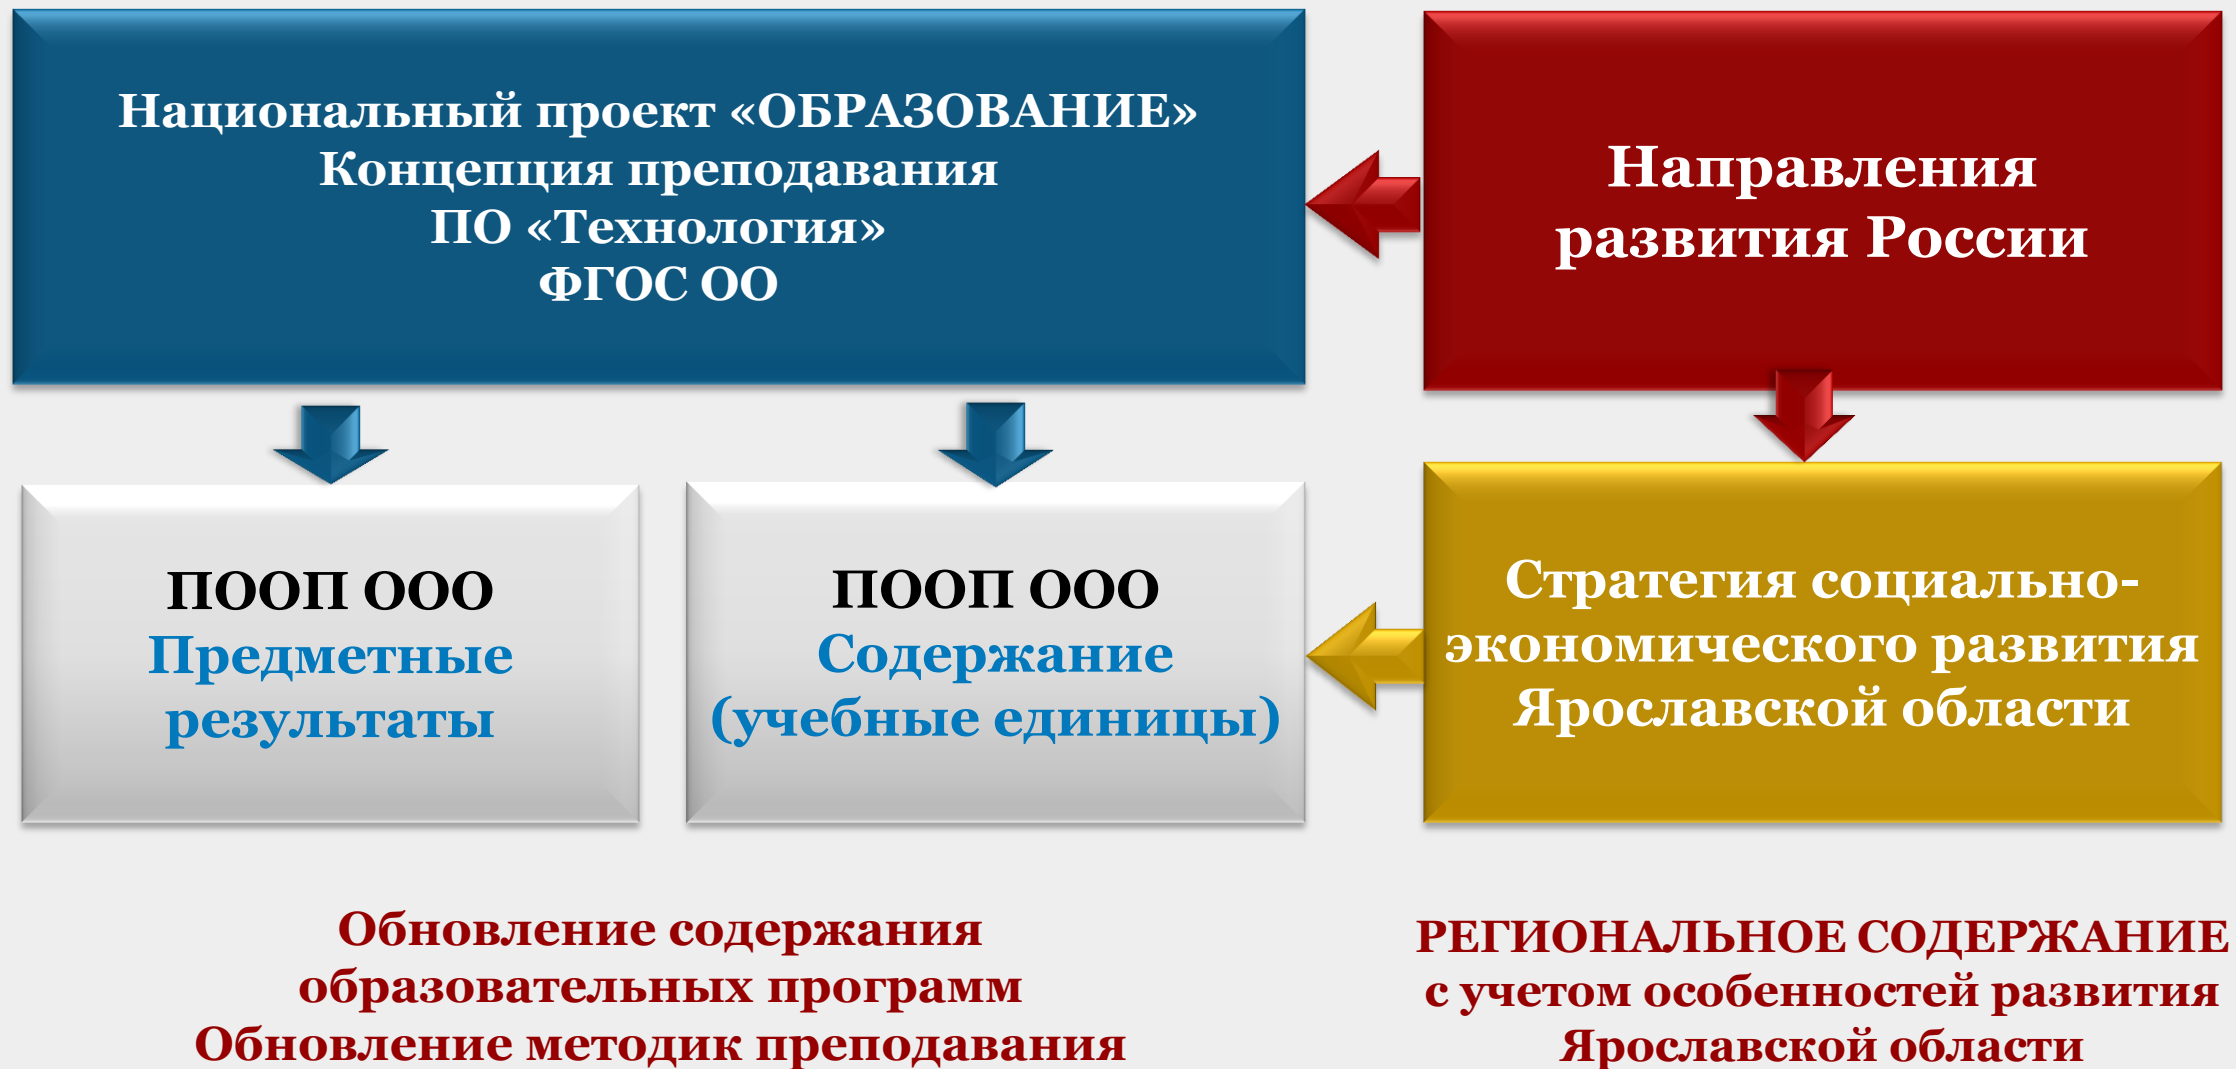 Национальный проект «ОБРАЗОВАНИЕ»
Концепция преподавания
ПО «Технология»
ФГОС ОО
Направления
развития России
ПООП ООО
Предметные
результаты
ПООП ООО
Содержание
(учебные единицы)
Стратегия социально-
экономического развития
Ярославской области
Обновление содержания
образовательных программ
Обновление методик преподавания
РЕГИОНАЛЬНОЕ СОДЕРЖАНИЕ
с учетом особенностей развития
Ярославской области